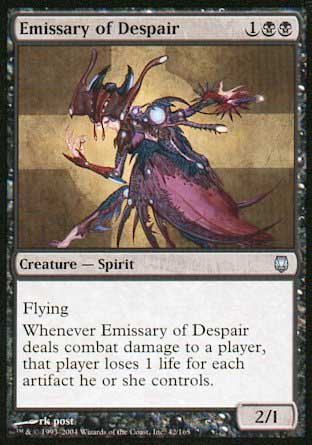 Emissary of Despair 1
Creature — Spirit
Flying
Whenever Emissary of Despair
deals combat damage to a player,
that player loses 1 life for each
artifact he or she controls.
rk post
™ & © 1993-2004 Wizards of the Coast, Inc. 42/165
2/1